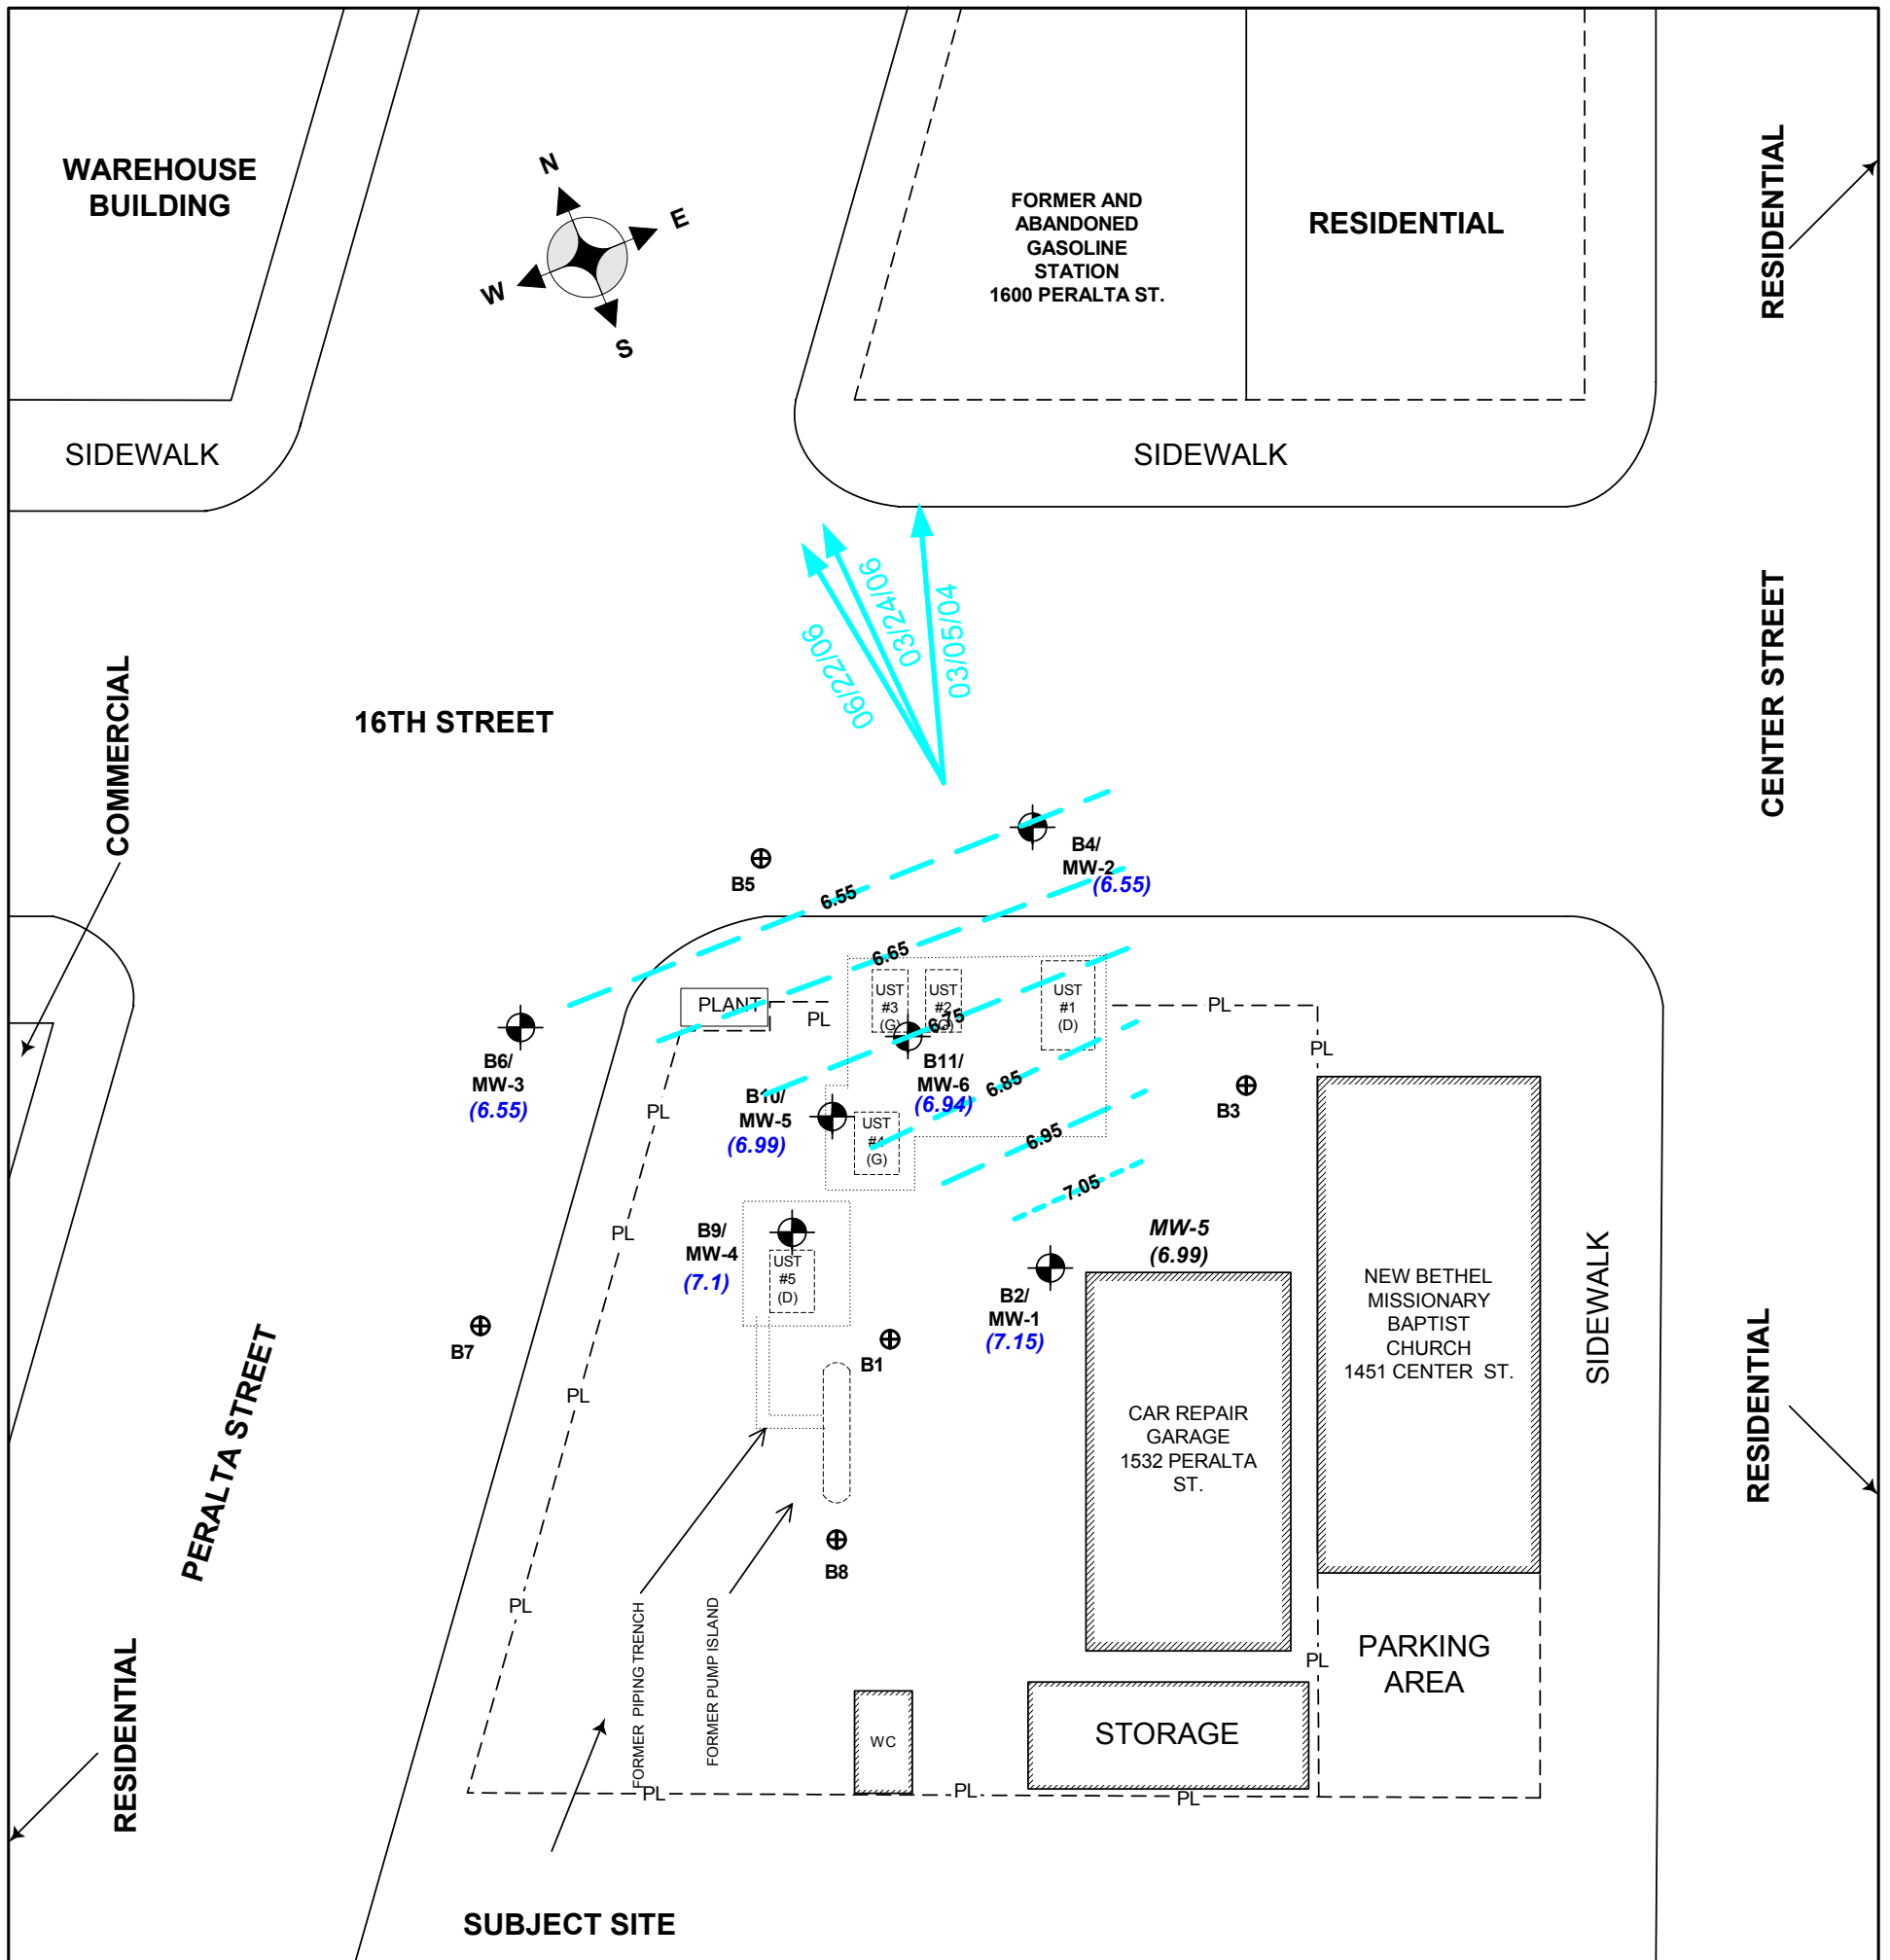 WAREHOUSE
BUILDING
N
E
W
S
FORMER AND
ABANDONED
GASOLINE
STATION
1600 PERALTA ST.
RESIDENTIAL
RESIDENTIAL
SIDEWALK
SIDEWALK
06/22/06
03/24/06
03/05/04
COMMERCIAL
16TH STREET
CENTER STREET
B5
B4/
MW-2
(6.55)
6.55
6.65
PLANT
PL
UST
#3
(G)
UST
#2
(G)
6.75
UST
#1
(D)
PL
PL
B6/
MW-3
(6.55)
B10/
MW-5
(6.99)
B11/
MW-6
(6.94)
6.85
UST
#4
(G)
B3
PL
6.95
7.05
B9/
MW-4
(7.1)
UST
#5
(D)
PL
MW-5
(6.99)
B2/
MW-1
(7.15)
B7
B1
NEW BETHEL
MISSIONARY
BAPTIST
CHURCH
1451 CENTER ST.
SIDEWALK
PL
CAR REPAIR
GARAGE
1532 PERALTA
ST.
PERALTA STREET
RESIDENTIAL
B8
PL
FORMER PIPING TRENCH
FORMER PUMP ISLAND
PL
PARKING
AREA
WC
STORAGE
RESIDENTIAL
PL
PL
PL
SUBJECT SITE